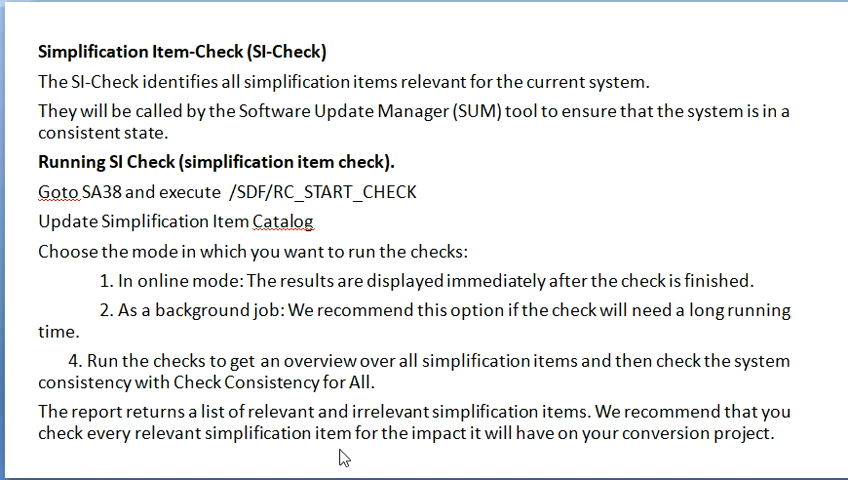 Simplification Item-Check (SI-Check)
The SI-Check identifies all simplification items relevant for the current system.
They will be called by the Software Update Manager (SUM) tool to ensure that the system is in a
consistent state.
Running SI Check (simplification item check).
Goto SA38 and execute /SDF/RC_START_CHECK
Update Simplification Item Catalog
Choose the mode in which you want to run the checks:
1. In online mode: The results are displayed immediately after the check is finished.
2. As a background job: We recommend this option if the check will need a long running
time.
4. Run the checks to get an overview over all simplification items and then check the system
consistency with Check Consistency for All.
The report returns a list of relevant and irrelevant simplification items. We recommend that you
check every relevant simplification item for the impact it will have on your conversion project.